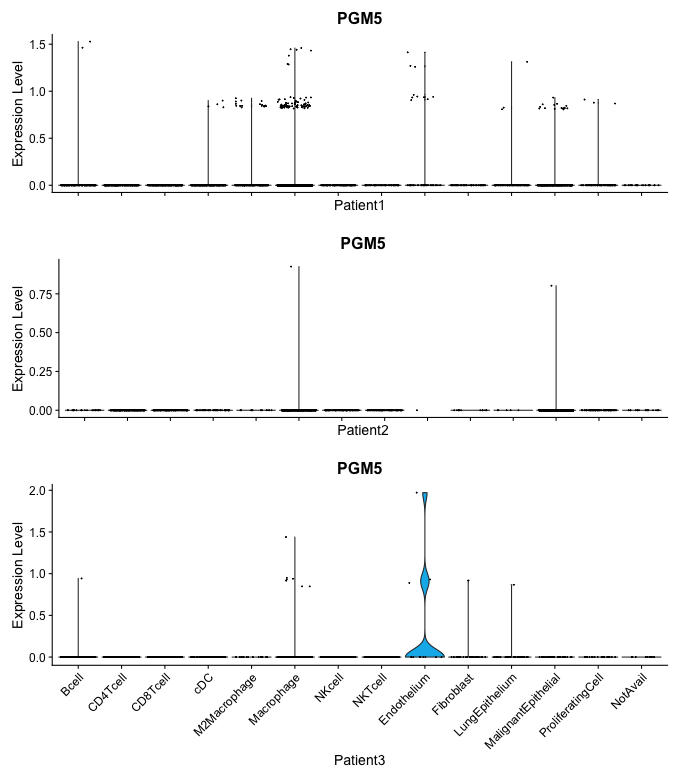 PGM5
Expression Level
1.5
1.0
0.5
0.0
Patient1
PGM5
Expression Level
0.75
0.50
0.25
0.00
Patient2
PGM5
Expression Level
2.0
1.5
1.0
0.5
0.0
Bcell
CD4Tcell
CD8Tcell
cDC
M2Macrophage
Macrophage
NKcell
NKTcell
Endothelium
Fibroblast
LungEpithelium
MalignantEpithelial
ProliferatingCell
NotAvail
Patient3